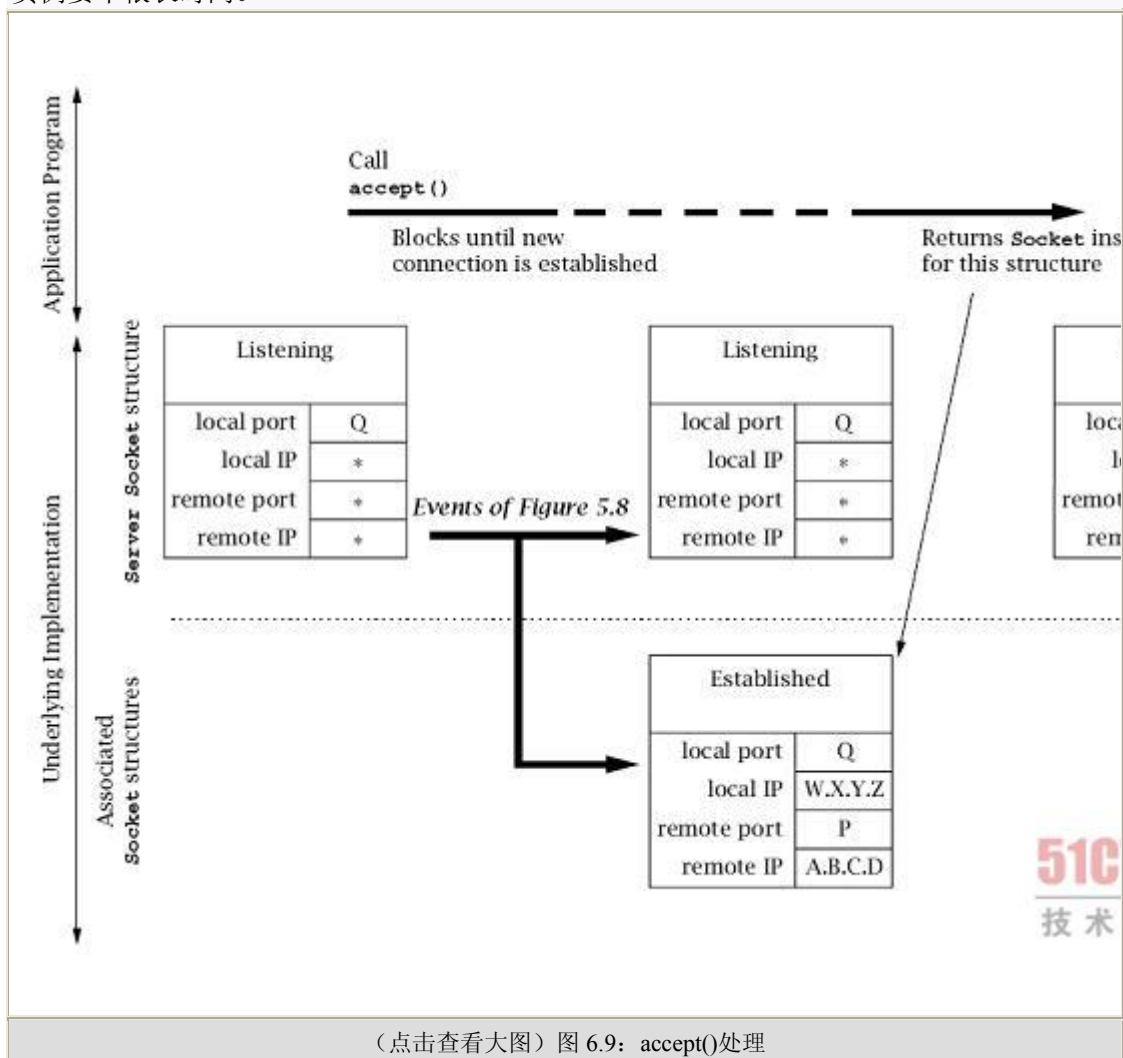 Application Program
Call
accept()
Blocks until new
connection is established
Returns Socket ins
for this structure
Underlying Implementation
Server Socket structure
Listening
local port Q
local IP *
remote port *
remote IP *
Events of Figure 5.8
Listening
local port Q
local IP *
remote port *
remote IP *
loca
l
remot
rem
Associated
Socket structures
Established
local port Q
local IP W.X.Y.Z
remote port P
remote IP A.B.C.D
51C
技 术
（点击查看大图）图 6.9：accept()处理